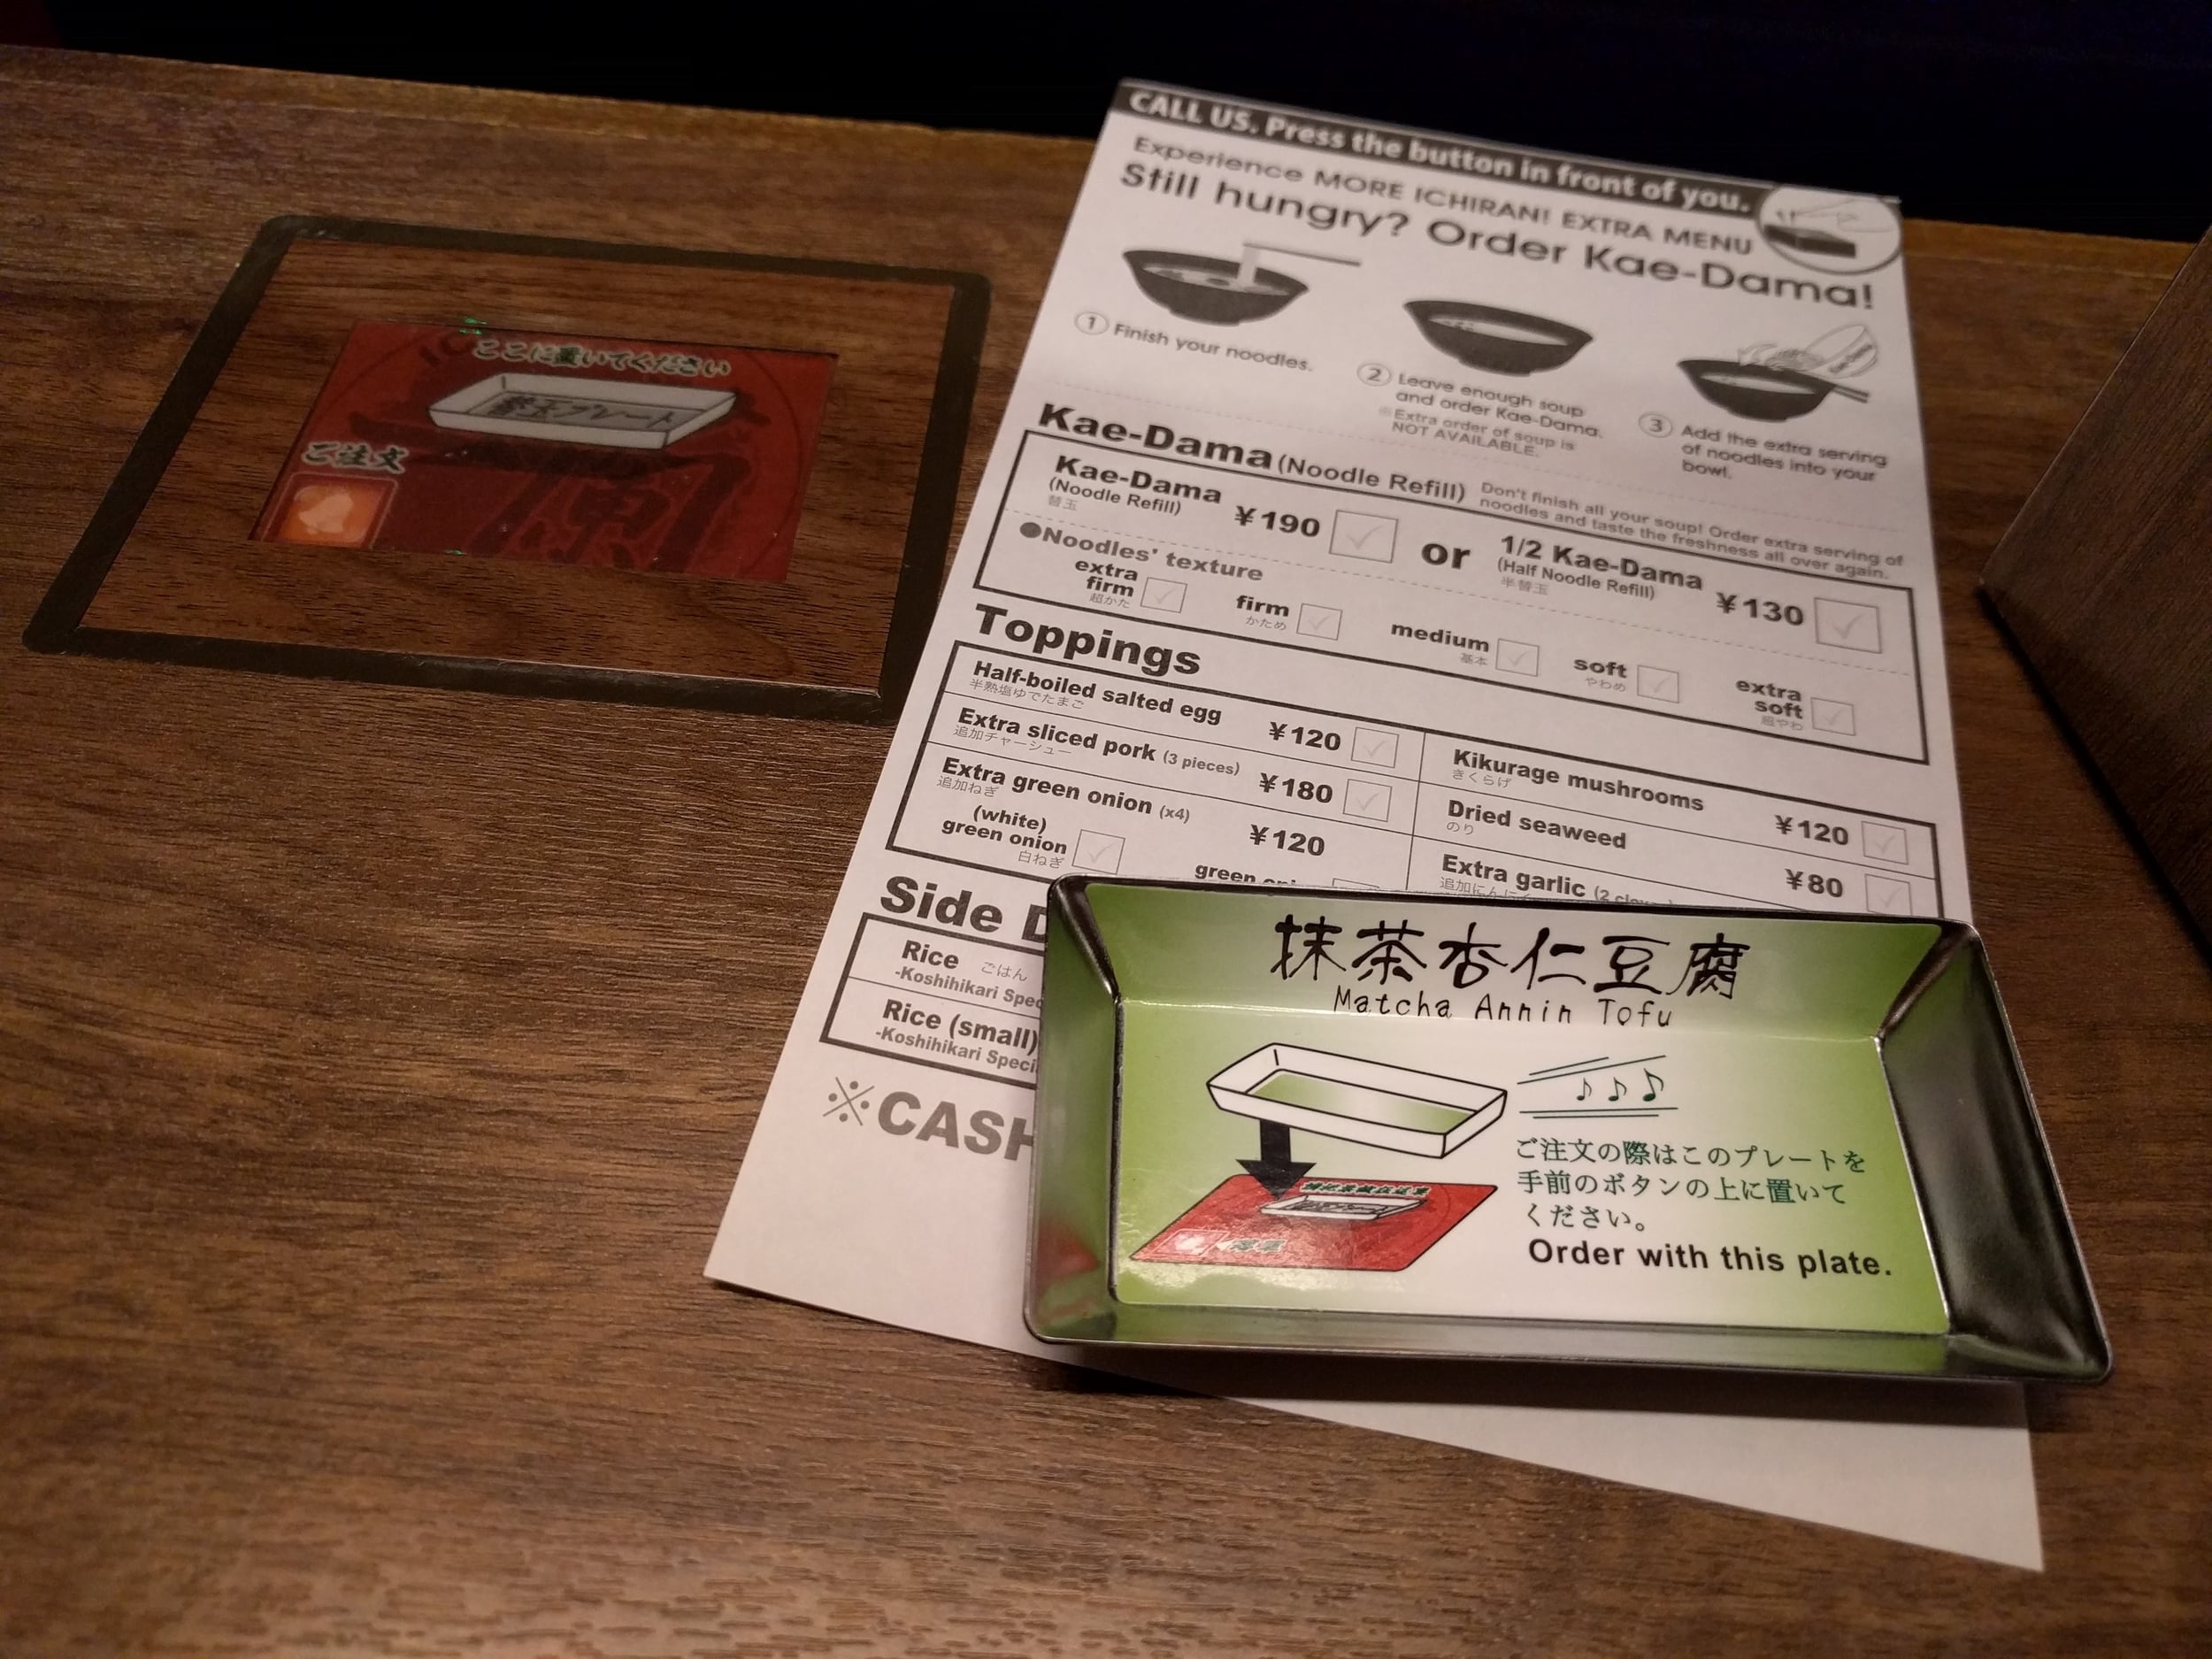 ここに置いてください
替玉プレート
ご注文
CALL US. Press the button in front of you.
Experience MORE ICHIRAN! EXTRA MENU
Still hungry? Order Kae-Dama!
1 Finish your noodles.
2 Leave enough soup
and order Kae-Dama.
※Extra order of soup is
NOT AVAILABLE.
3 Add the extra serving
of noodles into your
bowl.
Kae-Dama (Noodle Refill)
Don't finish all your soup! Order extra serving of
noodles and taste the freshness all over again.
Kae-Dama
(Noodle Refill)
替玉
¥190
or
1/2 Kae-Dama
(Half Noodle Refill)
半替玉
¥130
●Noodles' texture
extra
firm
超かた
firm
かため
medium
基本
soft
やわめ
extra
soft
超やわ
Toppings
Half-boiled salted egg
半熟塩ゆでたまご
¥120
Extra sliced pork (3 pieces)
追加チャーシュー
¥180
Extra green onion (x4)
追加ねぎ
¥120
(white)
green onion
白ねぎ
green
Kikurage mushrooms
きくらげ
¥120
Dried seaweed
のり
¥80
Extra garlic (2
追加にんに
Side
Rice ごはん
-Koshihikari
Rice (small)
-Koshihikari
※CASH
抹茶杏仁豆腐
Matcha Annin Tofu
ご注文の際はこのプレートを
手前のボタンの上に置いて
ください。
Order with this plate.